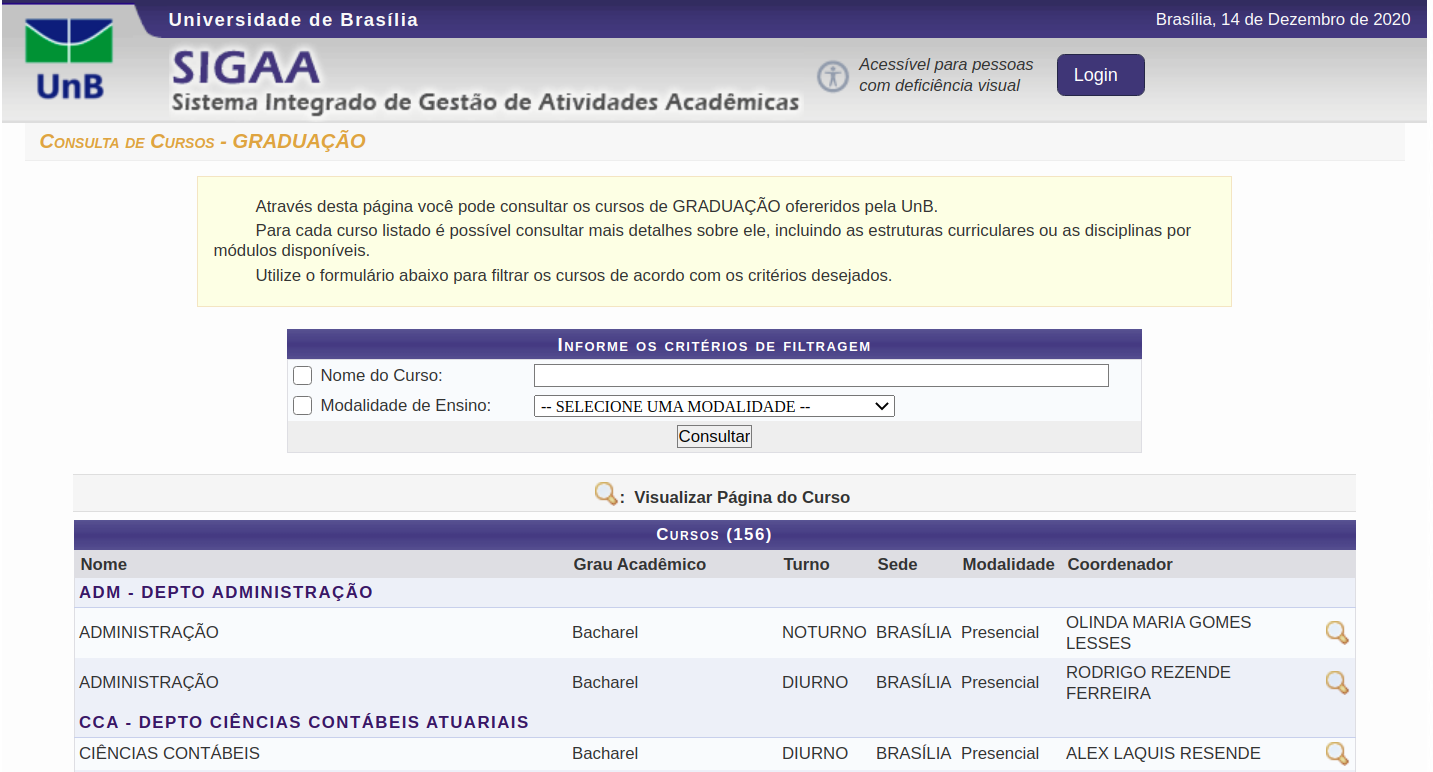 Universidade de Brasília
Brasília, 14 de Dezembro de 2020
UnB
SIGAA
Sistema Integrado de Gestão de Atividades Acadêmicas
Acessível para pessoas
com deficiência visual
Login
Consulta de Cursos - GRADUAÇÃO
Através desta página você pode consultar os cursos de GRADUAÇÃO ofereridos pela UnB.
Para cada curso listado é possível consultar mais detalhes sobre ele, incluindo as estruturas curriculares ou as disciplinas por
módulos disponíveis.
Utilize o formulário abaixo para filtrar os cursos de acordo com os critérios desejados.
Informe os critérios de filtragem
Nome do Curso:
Modalidade de Ensino: -- SELECIONE UMA MODALIDADE --
Consultar
: Visualizar Página do Curso
Cursos (156)
Nome Grau Acadêmico Turno Sede Modalidade Coordenador
ADM - DEPTO ADMINISTRAÇÃO
ADMINISTRAÇÃO Bacharel NOTURNO BRASÍLIA Presencial OLINDA MARIA GOMES
LESSES
ADMINISTRAÇÃO Bacharel DIURNO BRASÍLIA Presencial RODRIGO REZENDE
FERREIRA
CCA - DEPTO CIÊNCIAS CONTÁBEIS ATUARIAIS
CIÊNCIAS CONTÁBEIS Bacharel DIURNO BRASÍLIA Presencial ALEX LAQUIS RESENDE